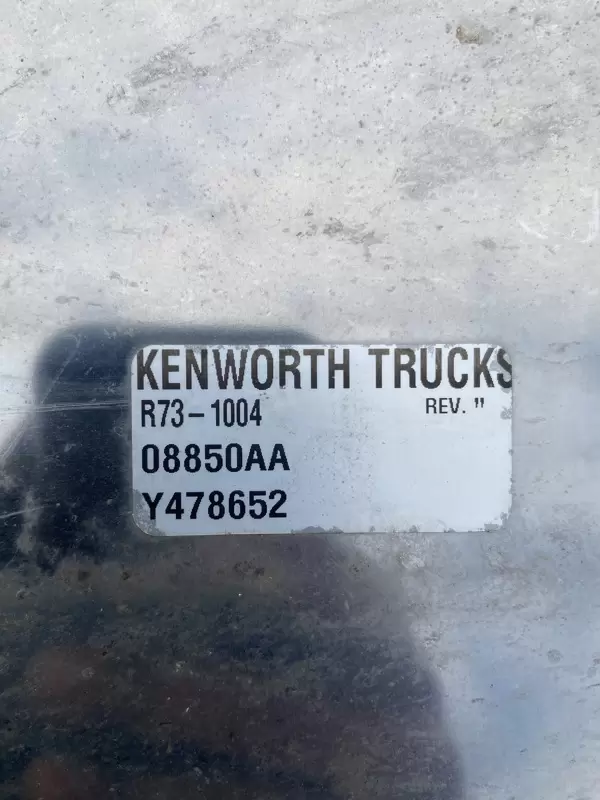 KENWORTH TRUCKS
R73-1004 REV. "
08850AA
Y478652